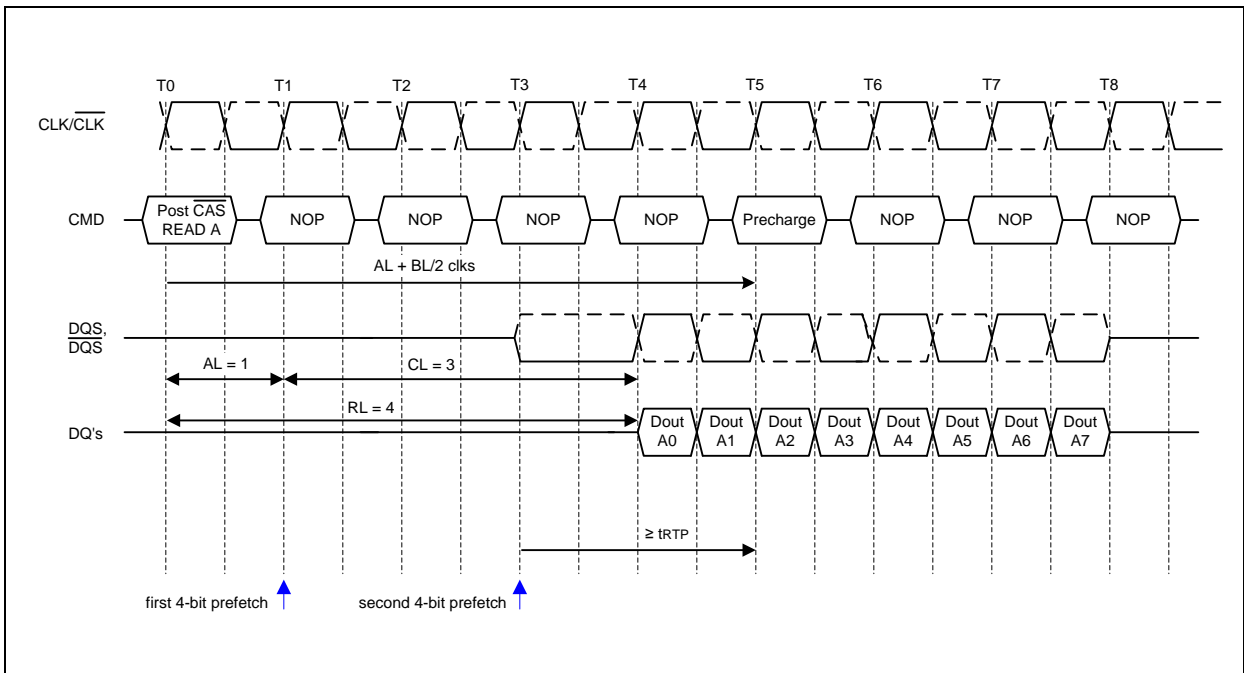 T0 T1 T2 T3 T4 T5 T6 T7 T8
CLK/CLK
CMD
Post CAS
READ A
NOP NOP NOP NOP Precharge NOP NOP NOP
AL + BL/2 clks
DQS,
DQS
AL = 1 CL = 3
RL = 4
DQ's
Dout Dout Dout Dout Dout Dout Dout Dout
A0 A1 A2 A3 A4 A5 A6 A7
≥ tRTP
first 4-bit prefetch second 4-bit prefetch